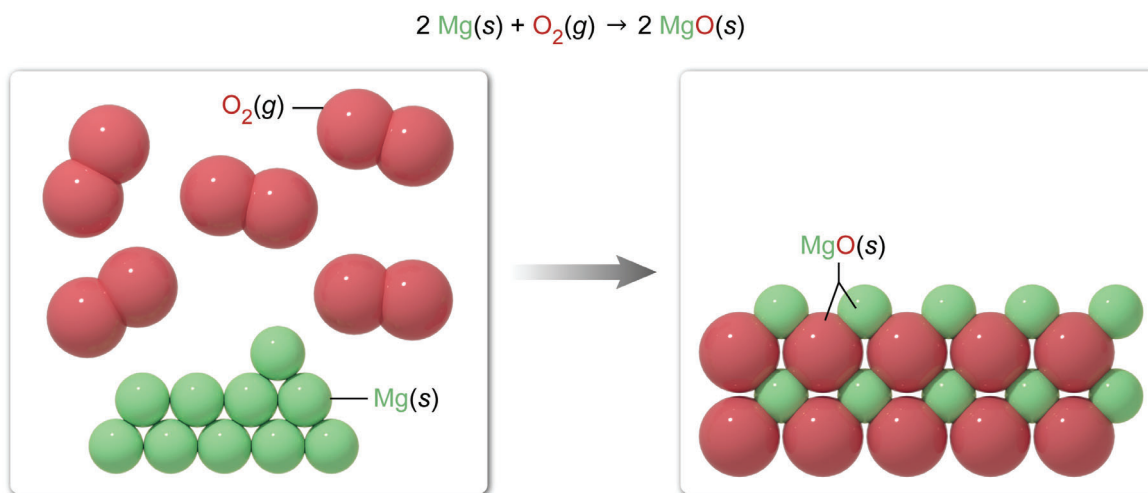 2 Mg(s) + O₂(g) → 2 MgO(s)
O₂(g)
Mg(s)
MgO(s)